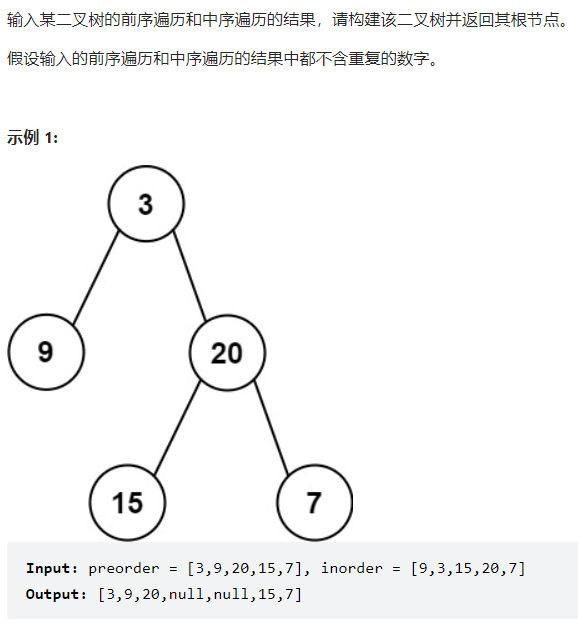 输入某二叉树的前序遍历和中序遍历的结果，请构建该二叉树并返回其根节点。
假设输入的前序遍历和中序遍历的结果中都不含重复的数字。
示例 1:
3
9
20
15
7
Input: preorder = [3,9,20,15,7], inorder = [9,3,15,20,7]
Output: [3,9,20,null,null,15,7]